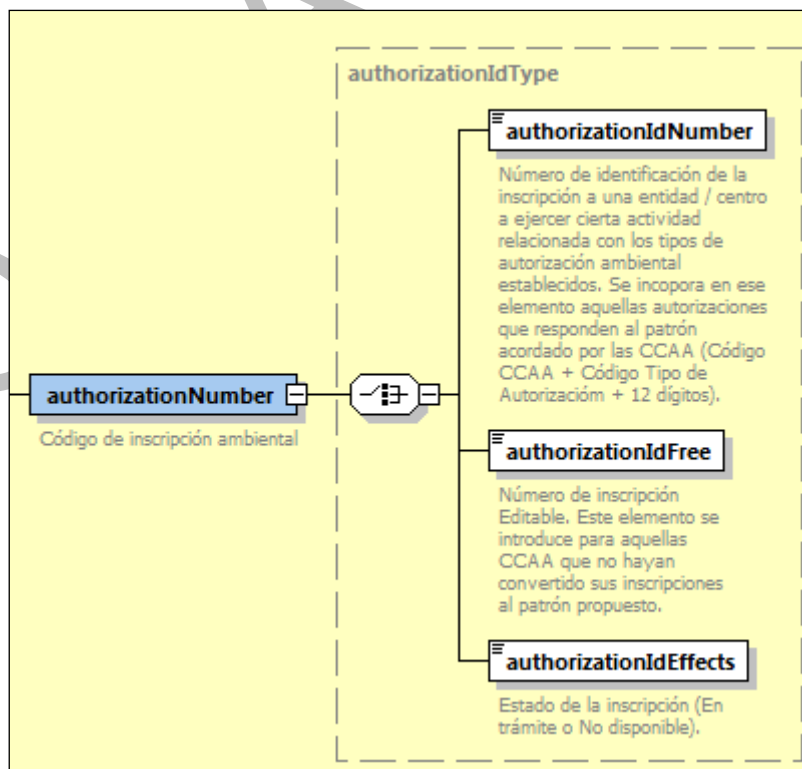 authorizationIdType
authorizationIdNumber
Número de identificación de la
inscripción a una entidad / centro
a ejercer cierta actividad
relacionada con los tipos de
autorización ambiental
establecidos. Se incopora en ese
elemento aquellas autorizaciones
que responden al patrón
acordado por las CCAA (Código
CCAA + Código Tipo de
Autorizacióm + 12 dígitos).
authorizationNumber
Código de inscripción ambiental
authorizationIdFree
Número de inscripción
Editable. Este elemento se
introduce para aquellas
CCAA que no hayan
convertido sus inscripciones
al patrón propuesto.
authorizationIdEffects
Estado de la inscripción (En
trámite o No disponible).